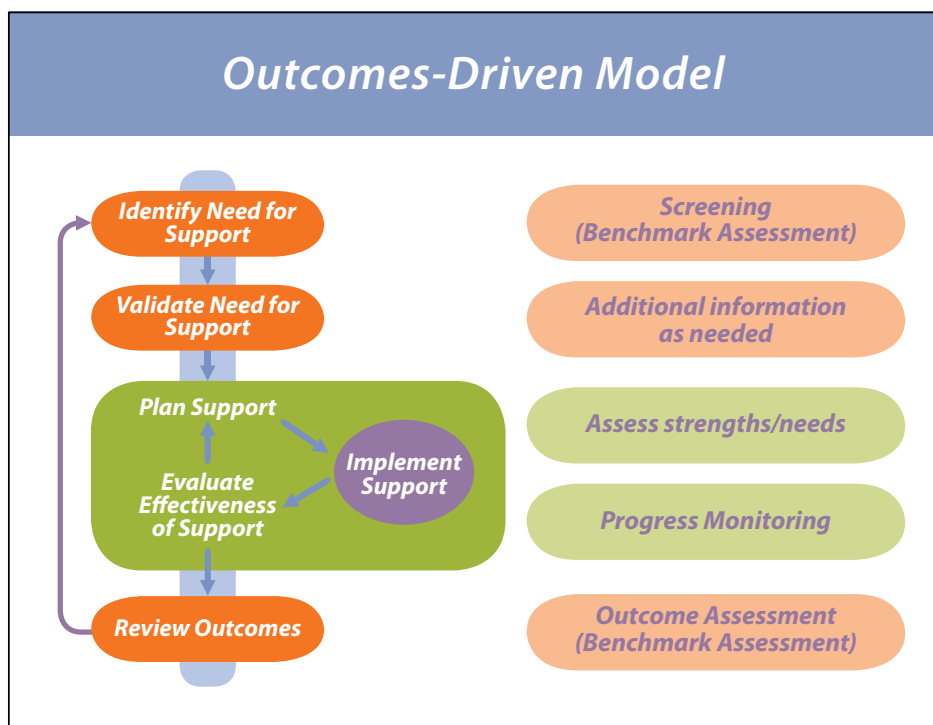 Outcomes-Driven Model
Identify Need for
Support
Screening
(Benchmark Assessment)
Validate Need for
Support
Additional information
as needed
Plan Support
Implement
Support
Evaluate
Effectiveness
of Support
Assess strengths/needs
Progress Monitoring
Review Outcomes
Outcome Assessment
(Benchmark Assessment)